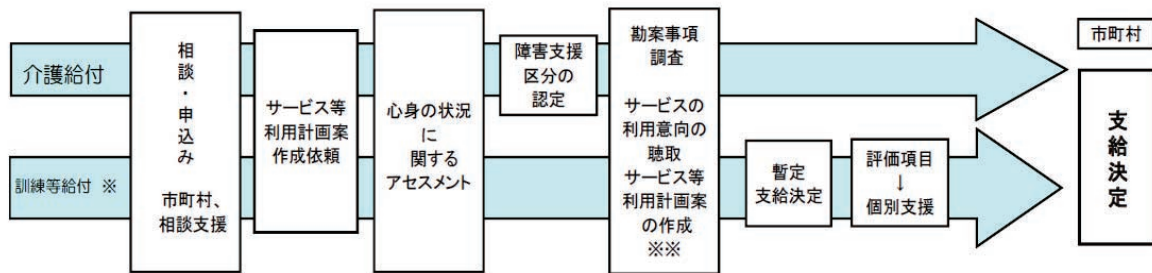 介護給付
訓練等給付 ※
相談・申込み
市町村、
相談支援
サービス等
利用計画案
作成依頼
心身の状況
に
関する
アセスメント
障害支援
区分の
認定
勘案事項
調査
サービスの
利用意向の
聴取
サービス等
利用計画案
の作成
※※
暫定
支給決定
評価項目
↓
個別支援
市町村
支給決定